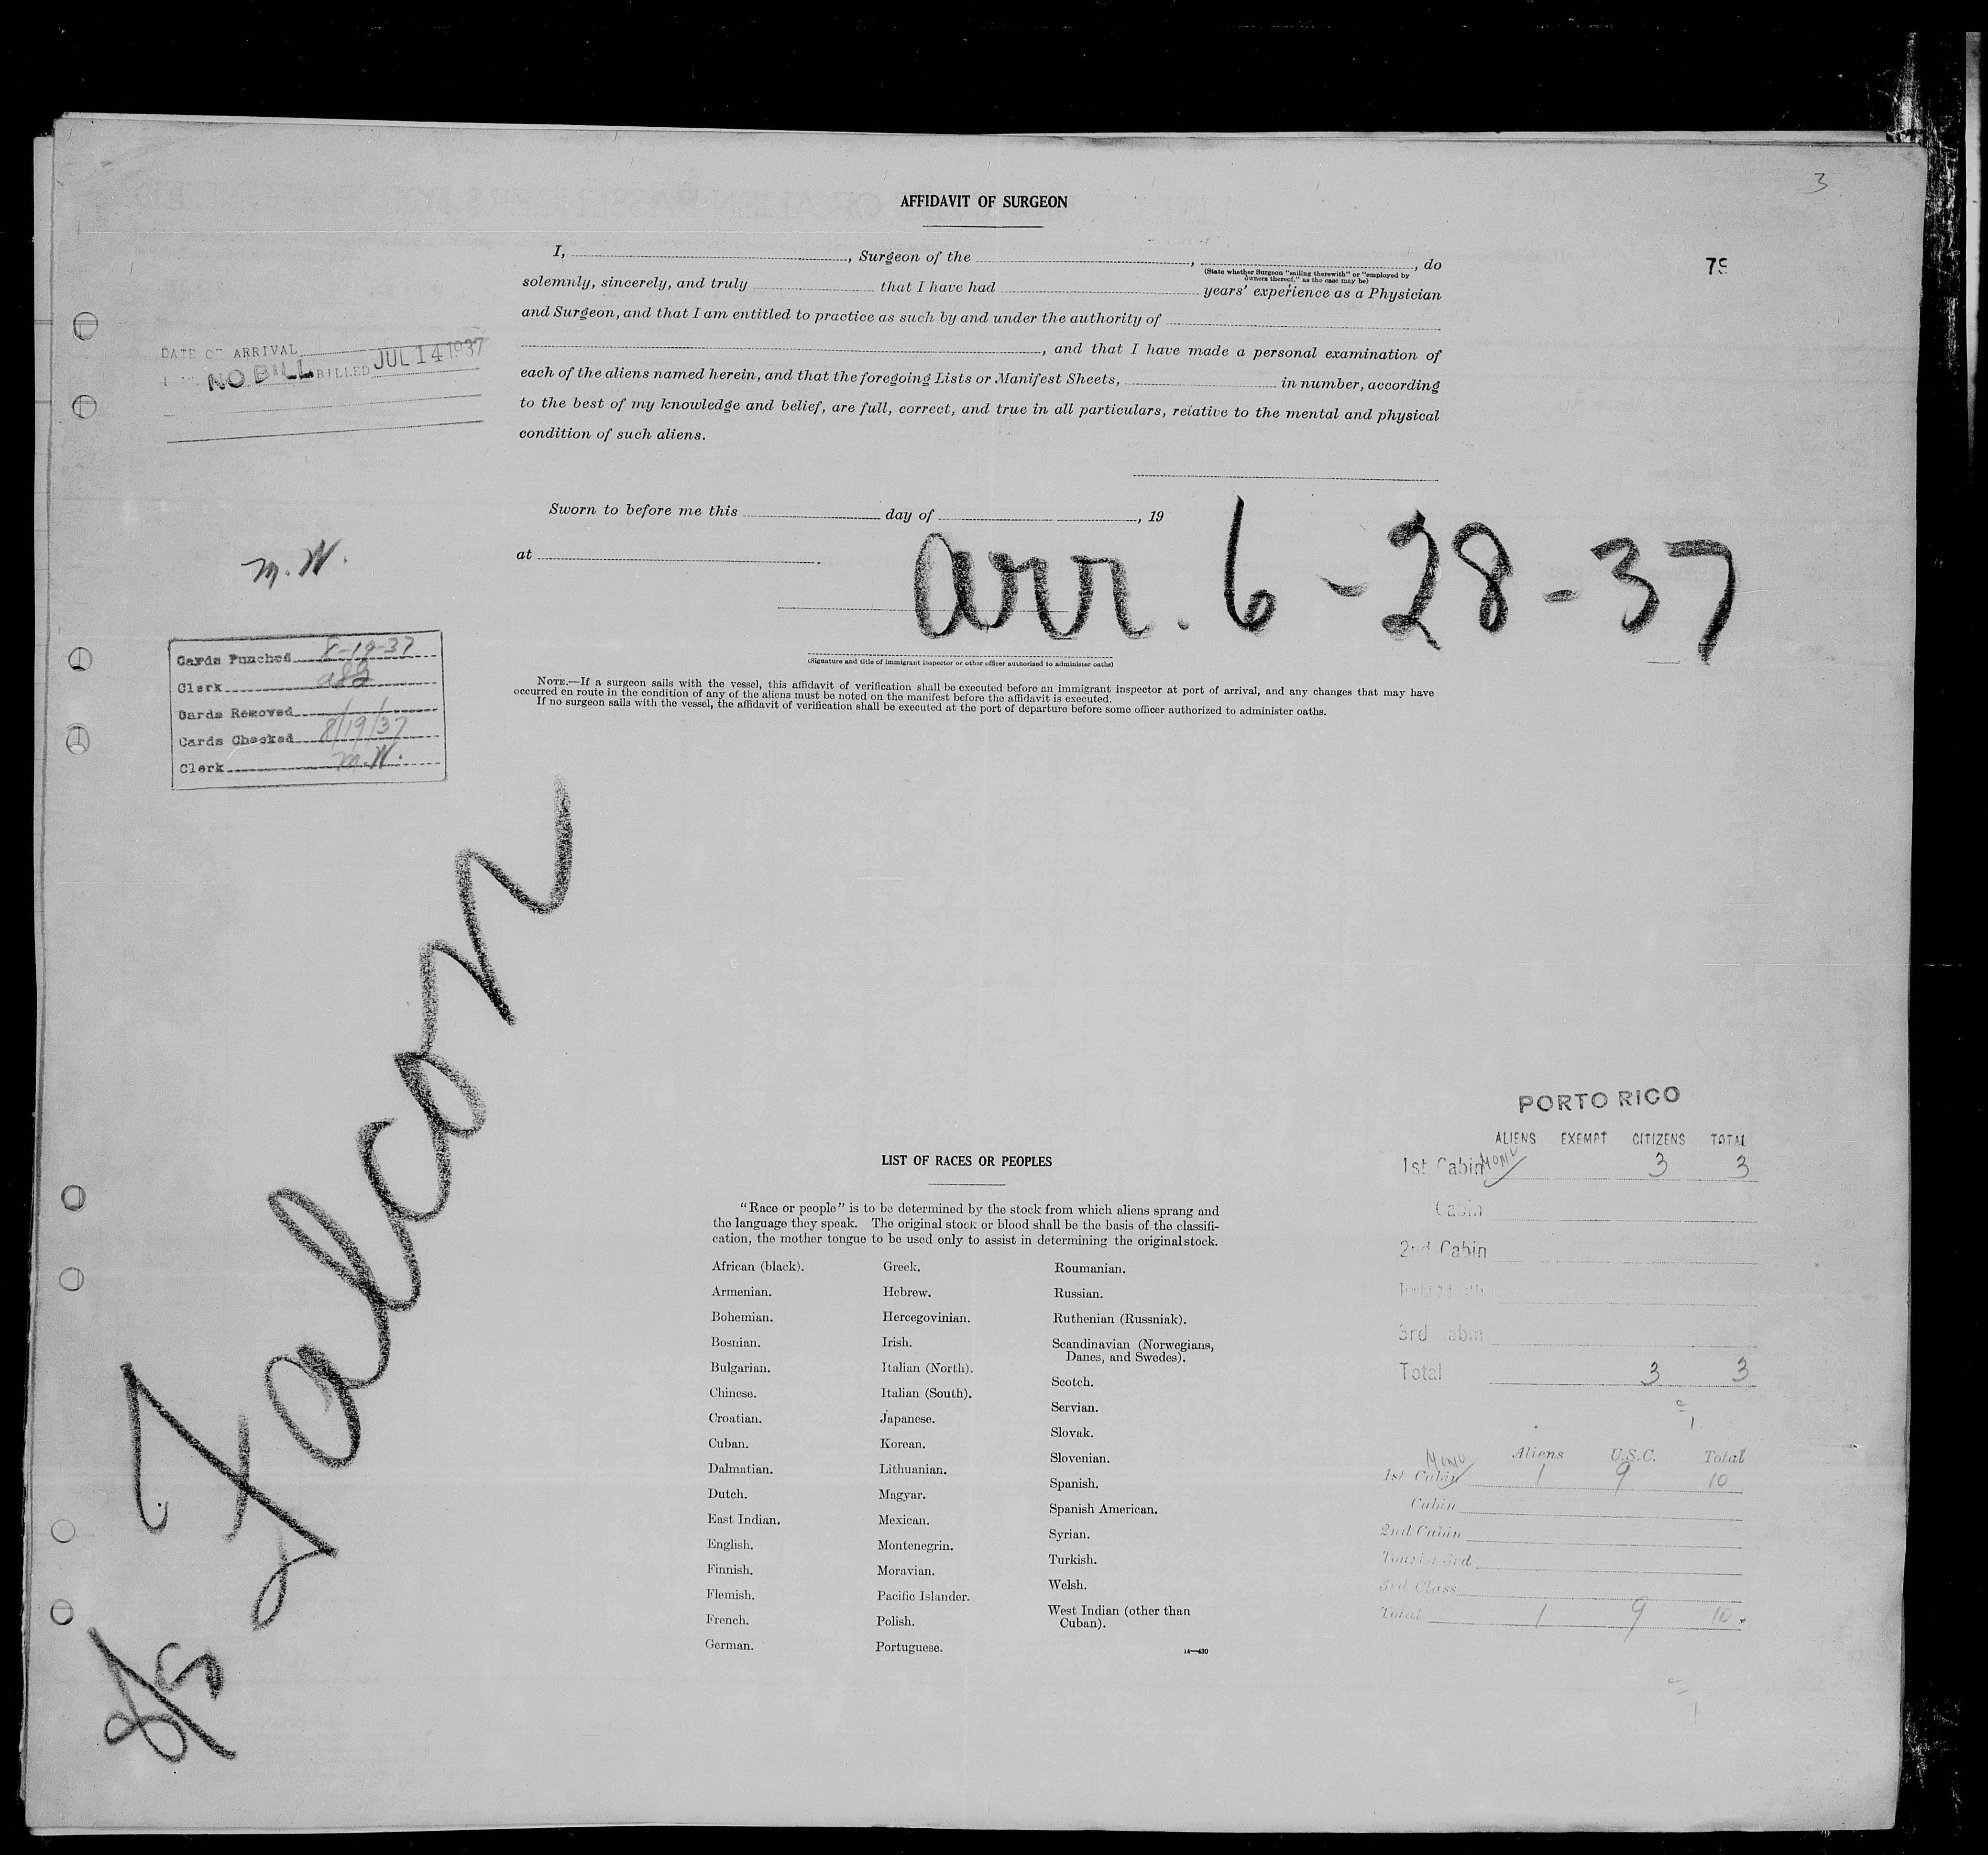 3
AFFIDAVIT OF SURGEON
79
I, , Surgeon of the , , do
(State whether Surgeon "sailing therewith" or "employed by
owners thereof," as the case may be)
solemnly, sincerely, and truly that I have had years' experience as a Physician
and Surgeon, and that I am entitled to practice as such by and under the authority of
, and that I have made a personal examination of
each of the aliens named herein, and that the foregoing Lists or Manifest Sheets, in number, according
to the best of my knowledge and belief, are full, correct, and true in all particulars, relative to the mental and physical
condition of such aliens.
DATE OF ARRIVAL
NO BILL BILLED JUL 14 1937
Sworn to before me this day of , 19
at .
arr. 6-28-37
(Signature and title of immigrant inspector or other officer authorized to administer oaths)
NOTE.—If a surgeon sails with the vessel, this affidavit of verification shall be executed before an immigrant inspector at port of arrival, and any changes that may have
occurred en route in the condition of any of the aliens must be noted on the manifest before the affidavit is executed.
If no surgeon sails with the vessel, the affidavit of verification shall be executed at the port of departure before some officer authorized to administer oaths.
M.W.
Cards Punched 8-19-37
Clerk
Cards Removed
Cards Checked 8/19/37
Clerk M.W.
S/S Falcon
LIST OF RACES OR PEOPLES
"Race or people" is to be determined by the stock from which aliens sprang and
the language they speak. The original stock or blood shall be the basis of the classifi-
cation, the mother tongue to be used only to assist in determining the original stock.
African (black).
Armenian.
Bohemian.
Bosnian.
Bulgarian.
Chinese.
Croatian.
Cuban.
Dalmatian.
Dutch.
East Indian.
English.
Finnish.
Flemish.
French.
German.
Greek.
Hebrew.
Hercegovinian.
Irish.
Italian (North).
Italian (South).
Japanese.
Korean.
Lithuanian.
Magyar.
Mexican.
Montenegrin.
Moravian.
Pacific Islander.
Polish.
Portuguese.
Roumanian.
Russian.
Ruthenian (Russniak).
Scandinavian (Norwegians,
Danes, and Swedes).
Scotch.
Servian.
Slovak.
Slovenian.
Spanish.
Spanish American.
Syrian.
Turkish.
Welsh.
West Indian (other than
Cuban).
14—430
PORTO RICO
ALIENS EXEMPT CITIZENS TOTAL
1st Cabin MONO 3 3
Cabin
2nd Cabin
3rd Cabin
Total 3 3
Aliens U.S.C. Total
MONO
1st Cabin 1 9 10
Cabin
2nd Cabin
Tourist 3rd
3rd Class
Total 1 9 10